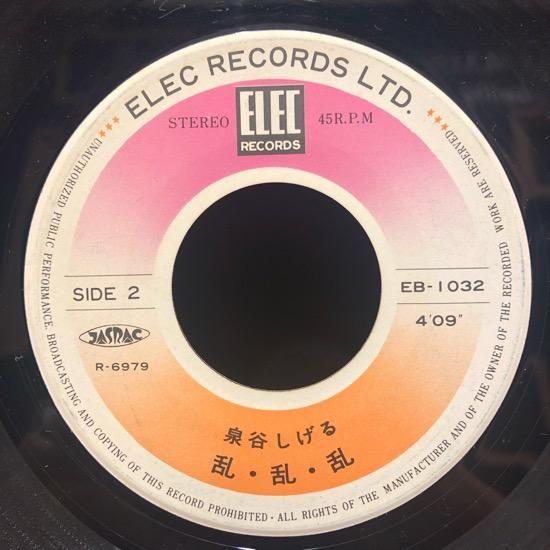 ELEC RECORDS LTD.
STEREO
ELEC
RECORDS
45R.P.M
SIDE 2
EB-1032
JASRAC
4'09"
R-6979
泉谷しげる
乱・乱・乱
UNAUTHORIZED PUBLIC PERFORMANCE. BROADCASTING AND COPYING OF THIS RECORD PROHIBITED · ALL RIGHTS OF THE MANUFACTURER AND OF THE OWNER OF THE RECORDED WORK ARE RESERVED